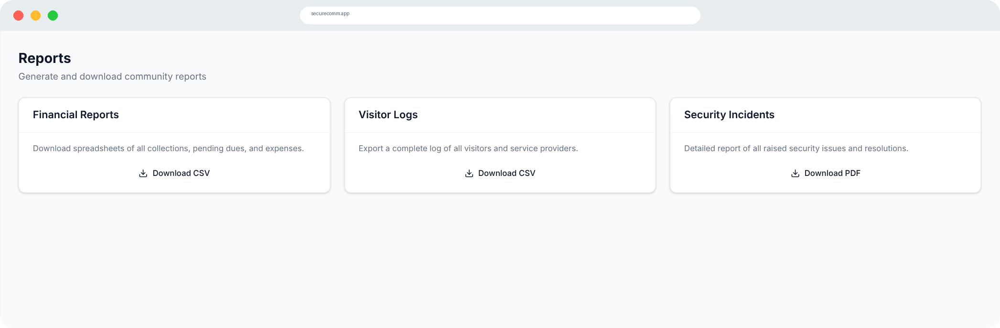 securecomm.app
Reports
Generate and download community reports
Financial Reports
Download spreadsheets of all collections, pending dues, and expenses.
Download CSV
Visitor Logs
Export a complete log of all visitors and service providers.
Download CSV
Security Incidents
Detailed report of all raised security issues and resolutions.
Download PDF